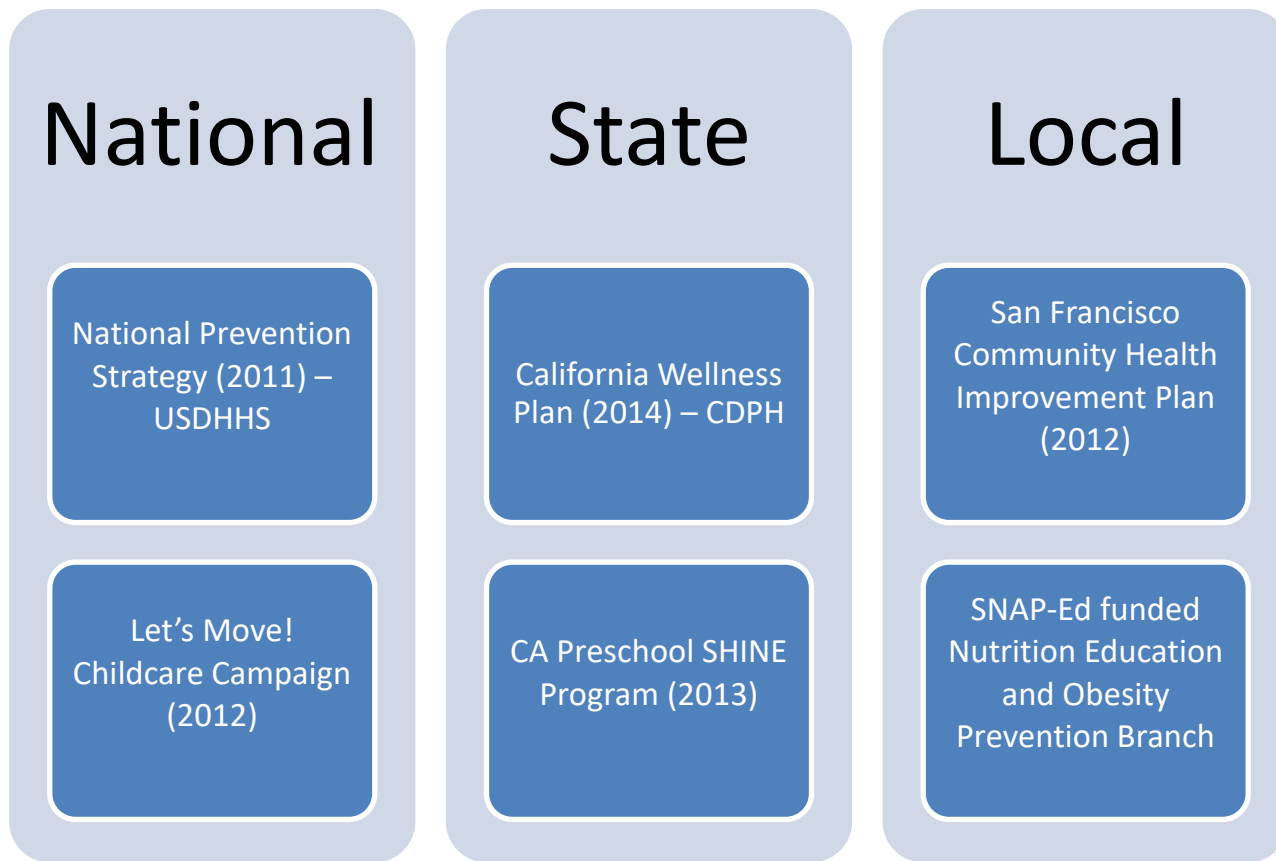 National
National Prevention
Strategy (2011) –
USDHHS
Let’s Move!
Childcare Campaign
(2012)
State
California Wellness
Plan (2014) – CDPH
CA Preschool SHINE
Program (2013)
Local
San Francisco
Community Health
Improvement Plan
(2012)
SNAP-Ed funded
Nutrition Education
and Obesity
Prevention Branch